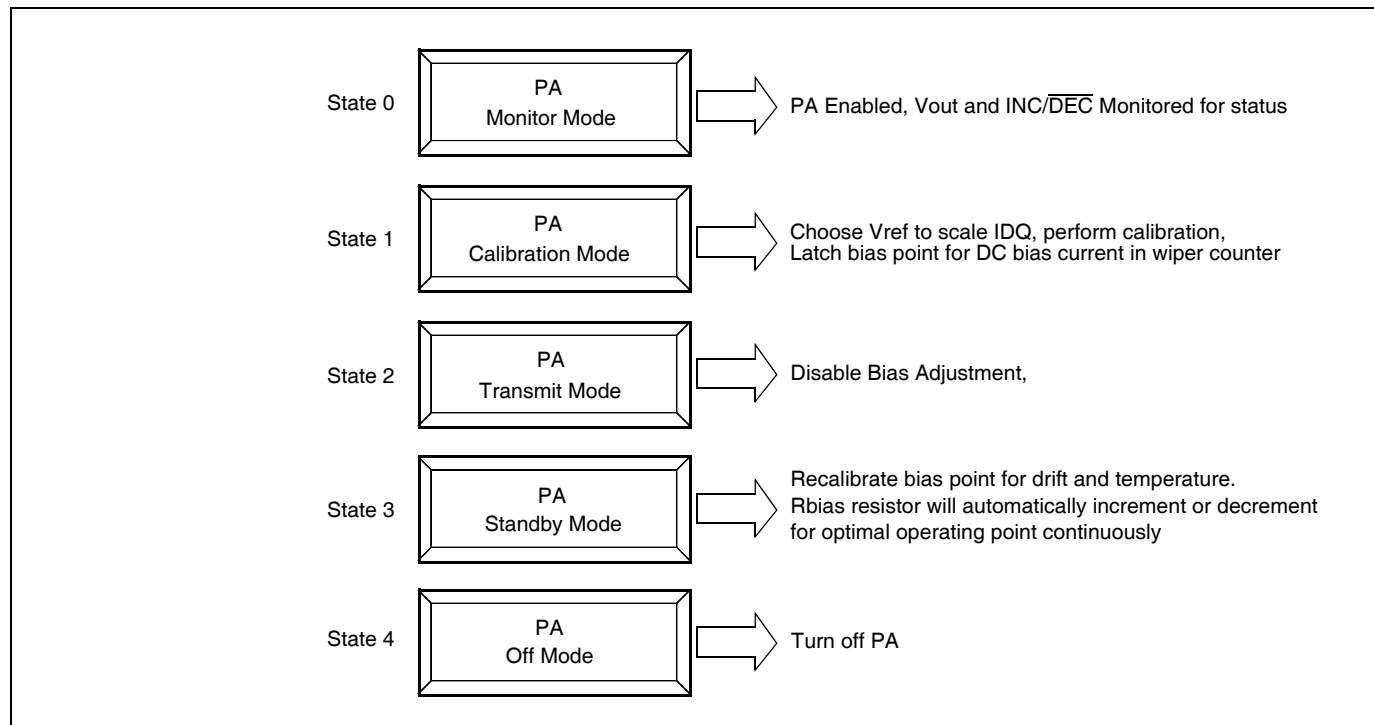 State 0
PA
Monitor Mode
PA Enabled, Vout and INC/DEC Monitored for status
State 1
PA
Calibration Mode
Choose Vref to scale IDQ, perform calibration,
Latch bias point for DC bias current in wiper counter
State 2
PA
Transmit Mode
Disable Bias Adjustment,
State 3
PA
Standby Mode
Recalibrate bias point for drift and temperature.
Rbias resistor will automatically increment or decrement
for optimal operating point continuously
State 4
PA
Off Mode
Turn off PA